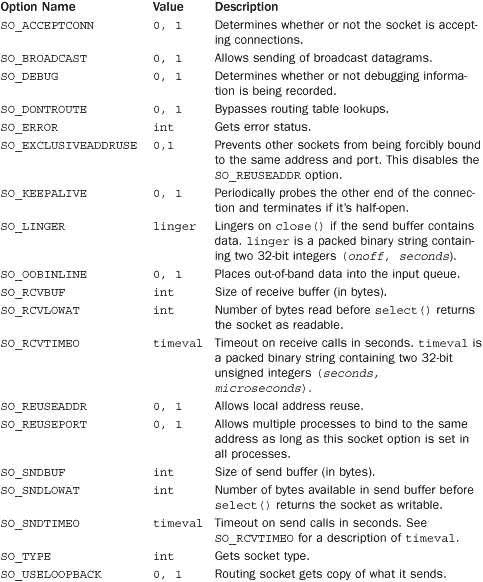 Option Name Value Description
SO_ACCEPTCONN 0, 1 Determines whether or not the socket is accept-
ing connections.
SO_BROADCAST 0, 1 Allows sending of broadcast datagrams.
SO_DEBUG 0, 1 Determines whether or not debugging informa-
tion is being recorded.
SO_DONTROUTE 0, 1 Bypasses routing table lookups.
SO_ERROR int Gets error status.
SO_EXCLUSIVEADDRUSE 0,1 Prevents other sockets from being forcibly bound
to the same address and port. This disables the
SO_REUSEADDR option.
SO_KEEPALIVE 0, 1 Periodically probes the other end of the connec-
tion and terminates if it's half-open.
SO_LINGER linger Lingers on close() if the send buffer contains
data. linger is a packed binary string contain-
ing two 32-bit integers (onoff, seconds).
SO_OOBINLINE 0, 1 Places out-of-band data into the input queue.
SO_RCVBUF int Size of receive buffer (in bytes).
SO_RCVLOWAT int Number of bytes read before select() returns
the socket as readable.
SO_RCVTIMEO timeval Timeout on receive calls in seconds. timeval is
a packed binary string containing two 32-bit
unsigned integers (seconds,
microseconds).
SO_REUSEADDR 0, 1 Allows local address reuse.
SO_REUSEPORT 0, 1 Allows multiple processes to bind to the same
address as long as this socket option is set in
all processes.
SO_SNDBUF int Size of send buffer (in bytes).
SO_SNDLOWAT int Number of bytes available in send buffer before
select() returns the socket as writable.
SO_SNDTIMEO timeval Timeout on send calls in seconds. See
SO_RCVTIMEO for a description of timeval.
SO_TYPE int Gets socket type.
SO_USELOOPBACK 0, 1 Routing socket gets copy of what it sends.